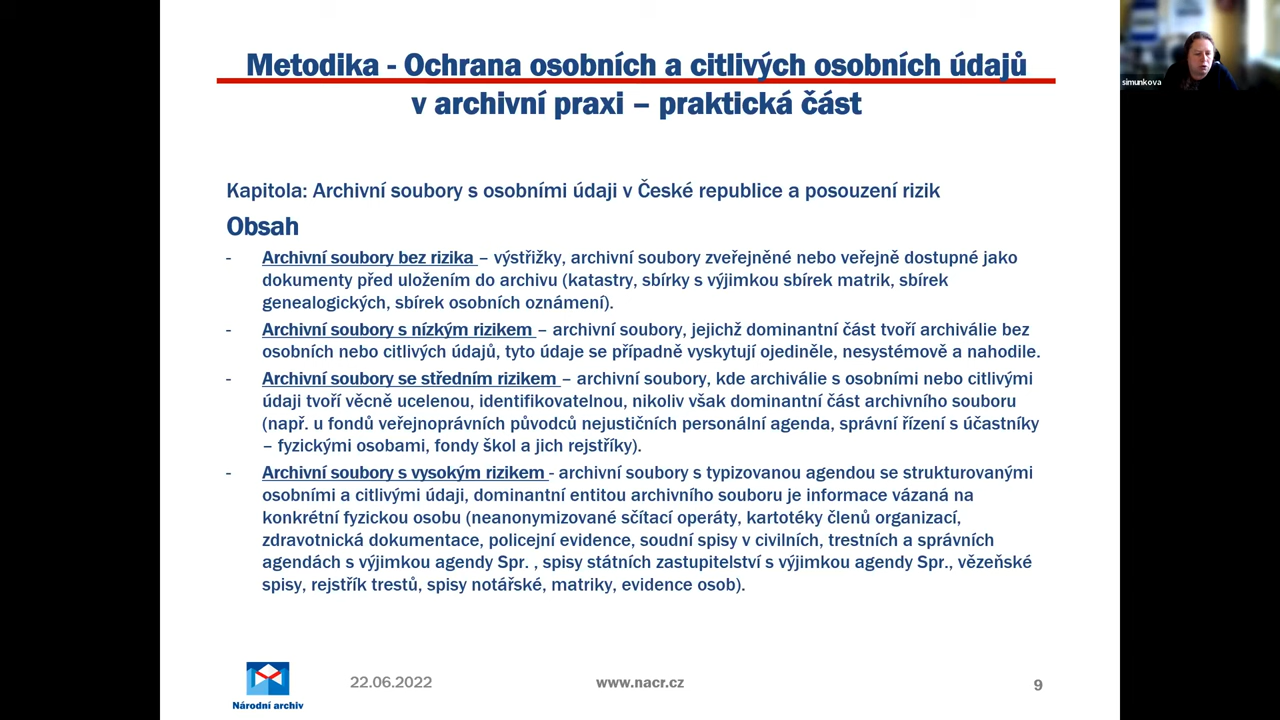 Metodika - Ochrana osobních a citlivých osobních údajů
v archivní praxi – praktická část
simunkova
Kapitola: Archivní soubory s osobními údaji v České republice a posouzení rizik
Obsah
- Archivní soubory bez rizika – výstřižky, archivní soubory zveřejněné nebo veřejně dostupné jako
dokumenty před uložením do archivu (katastry, sbírky s výjimkou sbírek matrik, sbírek
genealogických, sbírek osobních oznámení).
- Archivní soubory s nízkým rizikem – archivní soubory, jejichž dominantní část tvoří archiválie bez
osobních nebo citlivých údajů, tyto údaje se případně vyskytují ojediněle, nesystémově a nahodile.
- Archivní soubory se středním rizikem – archivní soubory, kde archiválie s osobními nebo citlivými
údaji tvoří věcně ucelenou, identifikovatelnou, nikoliv však dominantní část archivního souboru
(např. u fondů veřejnoprávních původců nejustičních personální agenda, správní řízení s účastníky
– fyzickými osobami, fondy škol a jich rejstříky).
- Archivní soubory s vysokým rizikem - archivní soubory s typizovanou agendou se strukturovanými
osobními a citlivými údaji, dominantní entitou archivního souboru je informace vázaná na
konkrétní fyzickou osobu (neanonymizované sčítací operáty, kartotéky členů organizací,
zdravotnická dokumentace, policejní evidence, soudní spisy v civilních, trestních a správních
agendách s výjimkou agendy Spr. , spisy státních zastupitelství s výjimkou agendy Spr., vězeňské
spisy, rejstřík trestů, spisy notářské, matriky, evidence osob).
Národní archiv
22.06.2022
www.nacr.cz
9